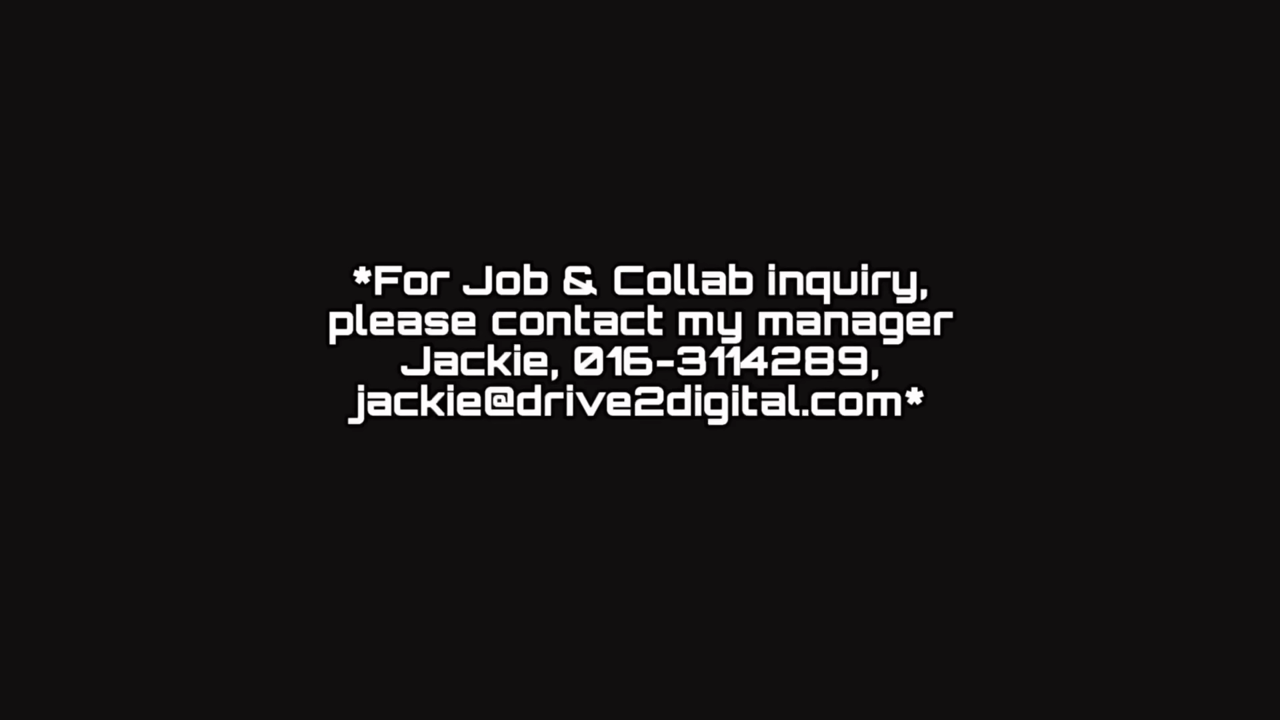 *For Job & Collab inquiry,
please contact my manager
Jackie, 016-3114289,
jackie@drive2digital.com*